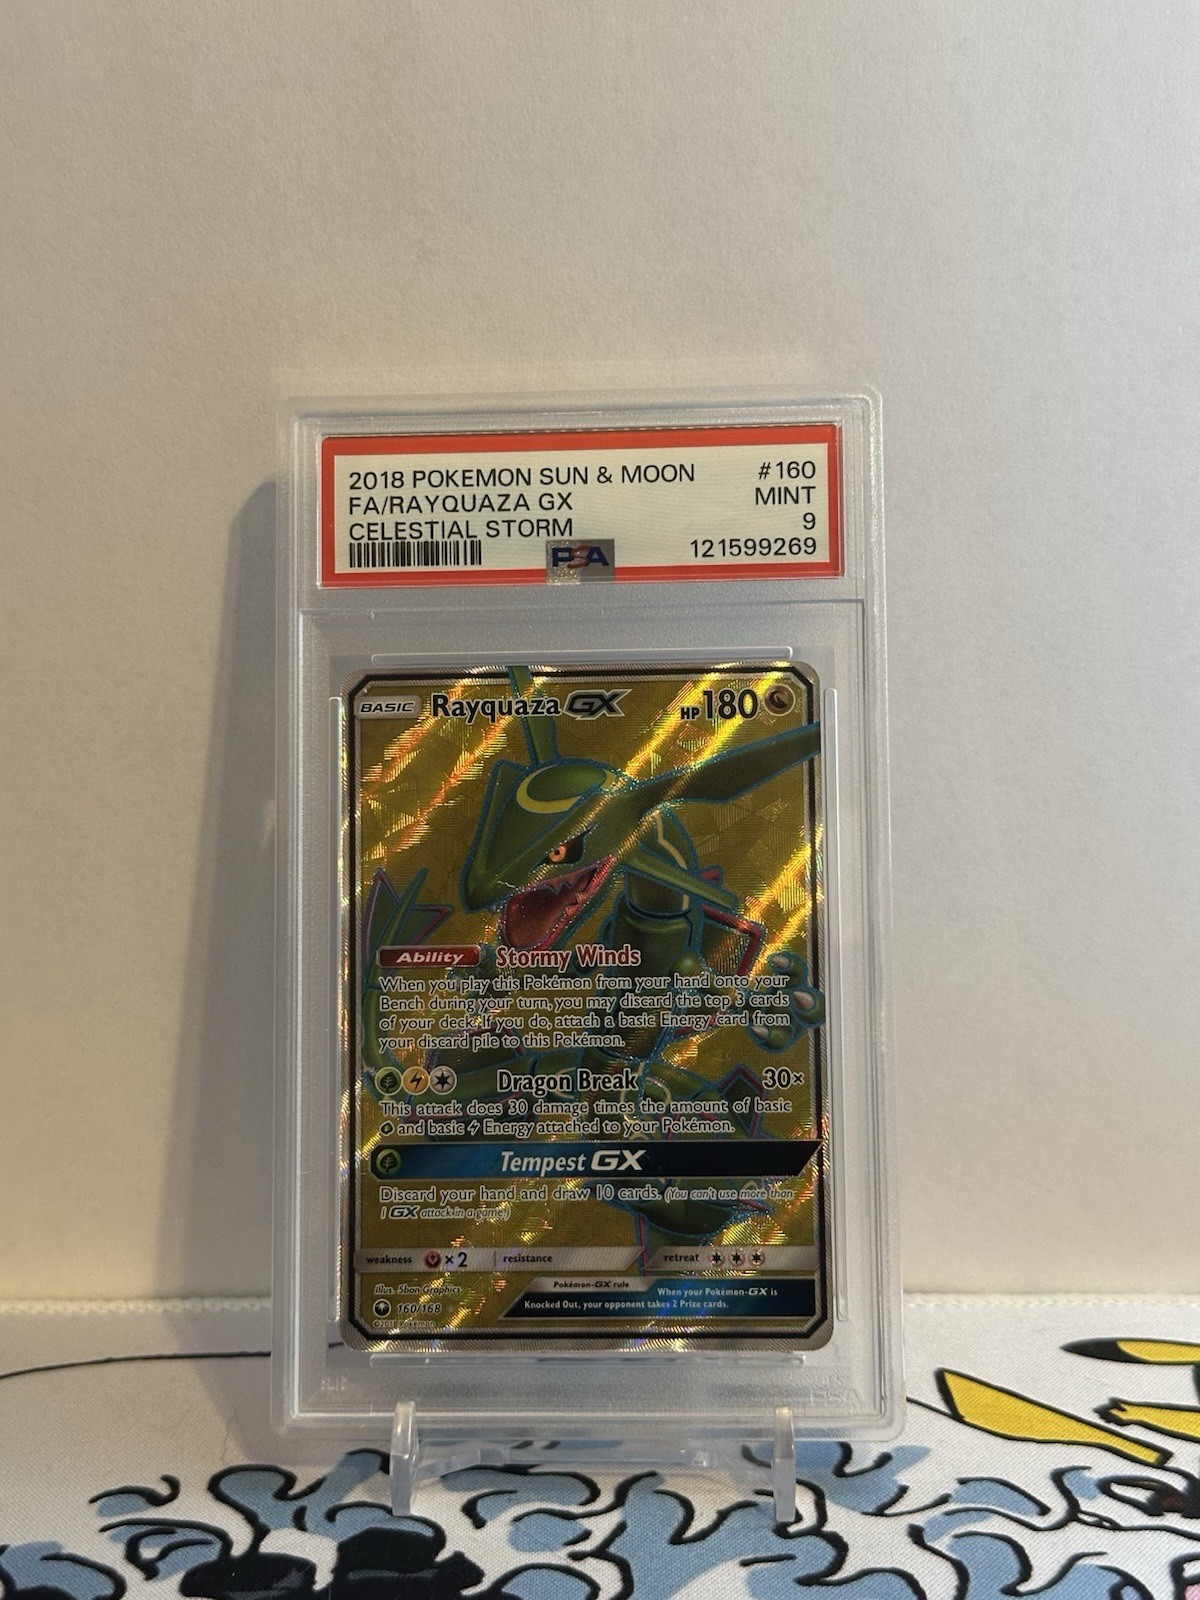 2018 POKEMON SUN & MOON #160
FA/RAYQUAZA GX MINT
CELESTIAL STORM 9
PSA 121599269
BASIC Rayquaza GX HP180
Ability Stormy Winds
When you play this Pokémon from your hand onto your
Bench during your turn, you may discard the top 3 cards
of your deck. If you do, attach a basic Energy card from
your discard pile to this Pokémon.
Dragon Break 30×
This attack does 30 damage times the amount of basic
and basic Energy attached to your Pokémon.
Tempest GX
Discard your hand and draw 10 cards. (You can't use more than
1 GX attack in a game.)
weakness ×2 resistance retreat
Illus. 5ban Graphics
Pokémon-GX rule When your Pokémon-GX is
Knocked Out, your opponent takes 2 Prize cards.
160/168
©2018 Pokémon